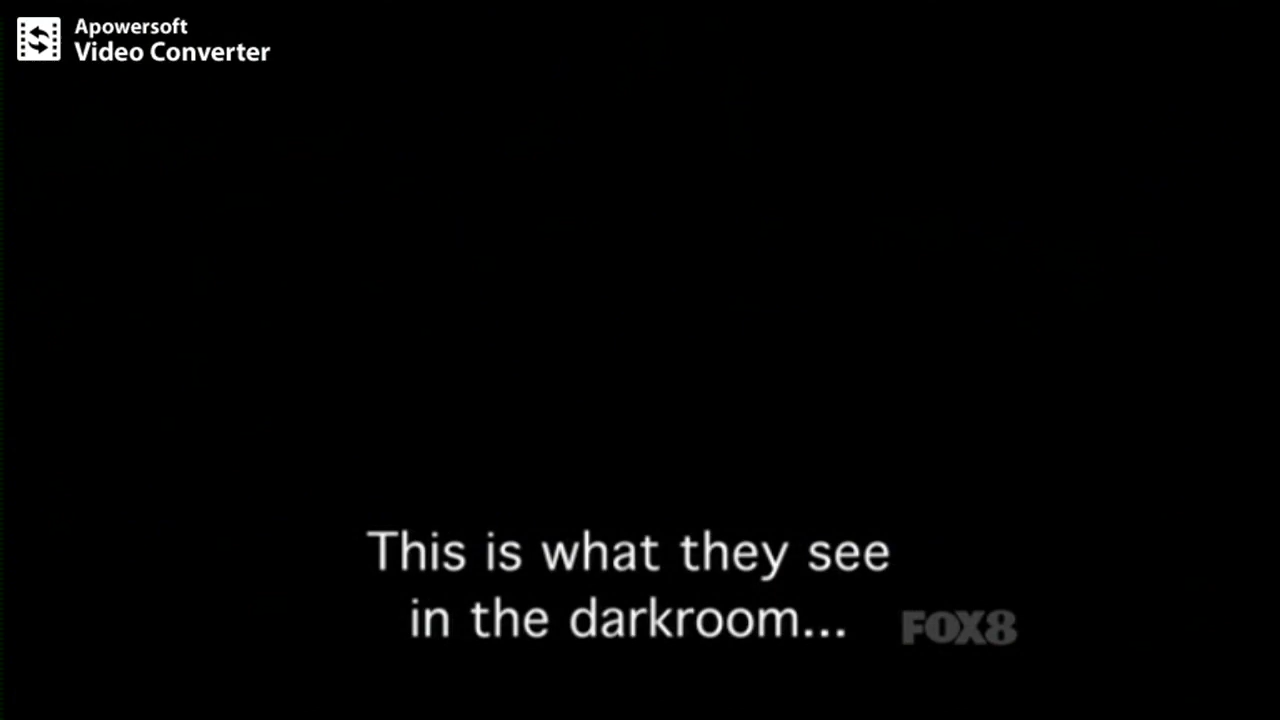 Apowersoft
Video Converter
This is what they see
in the darkroom...
FOX8